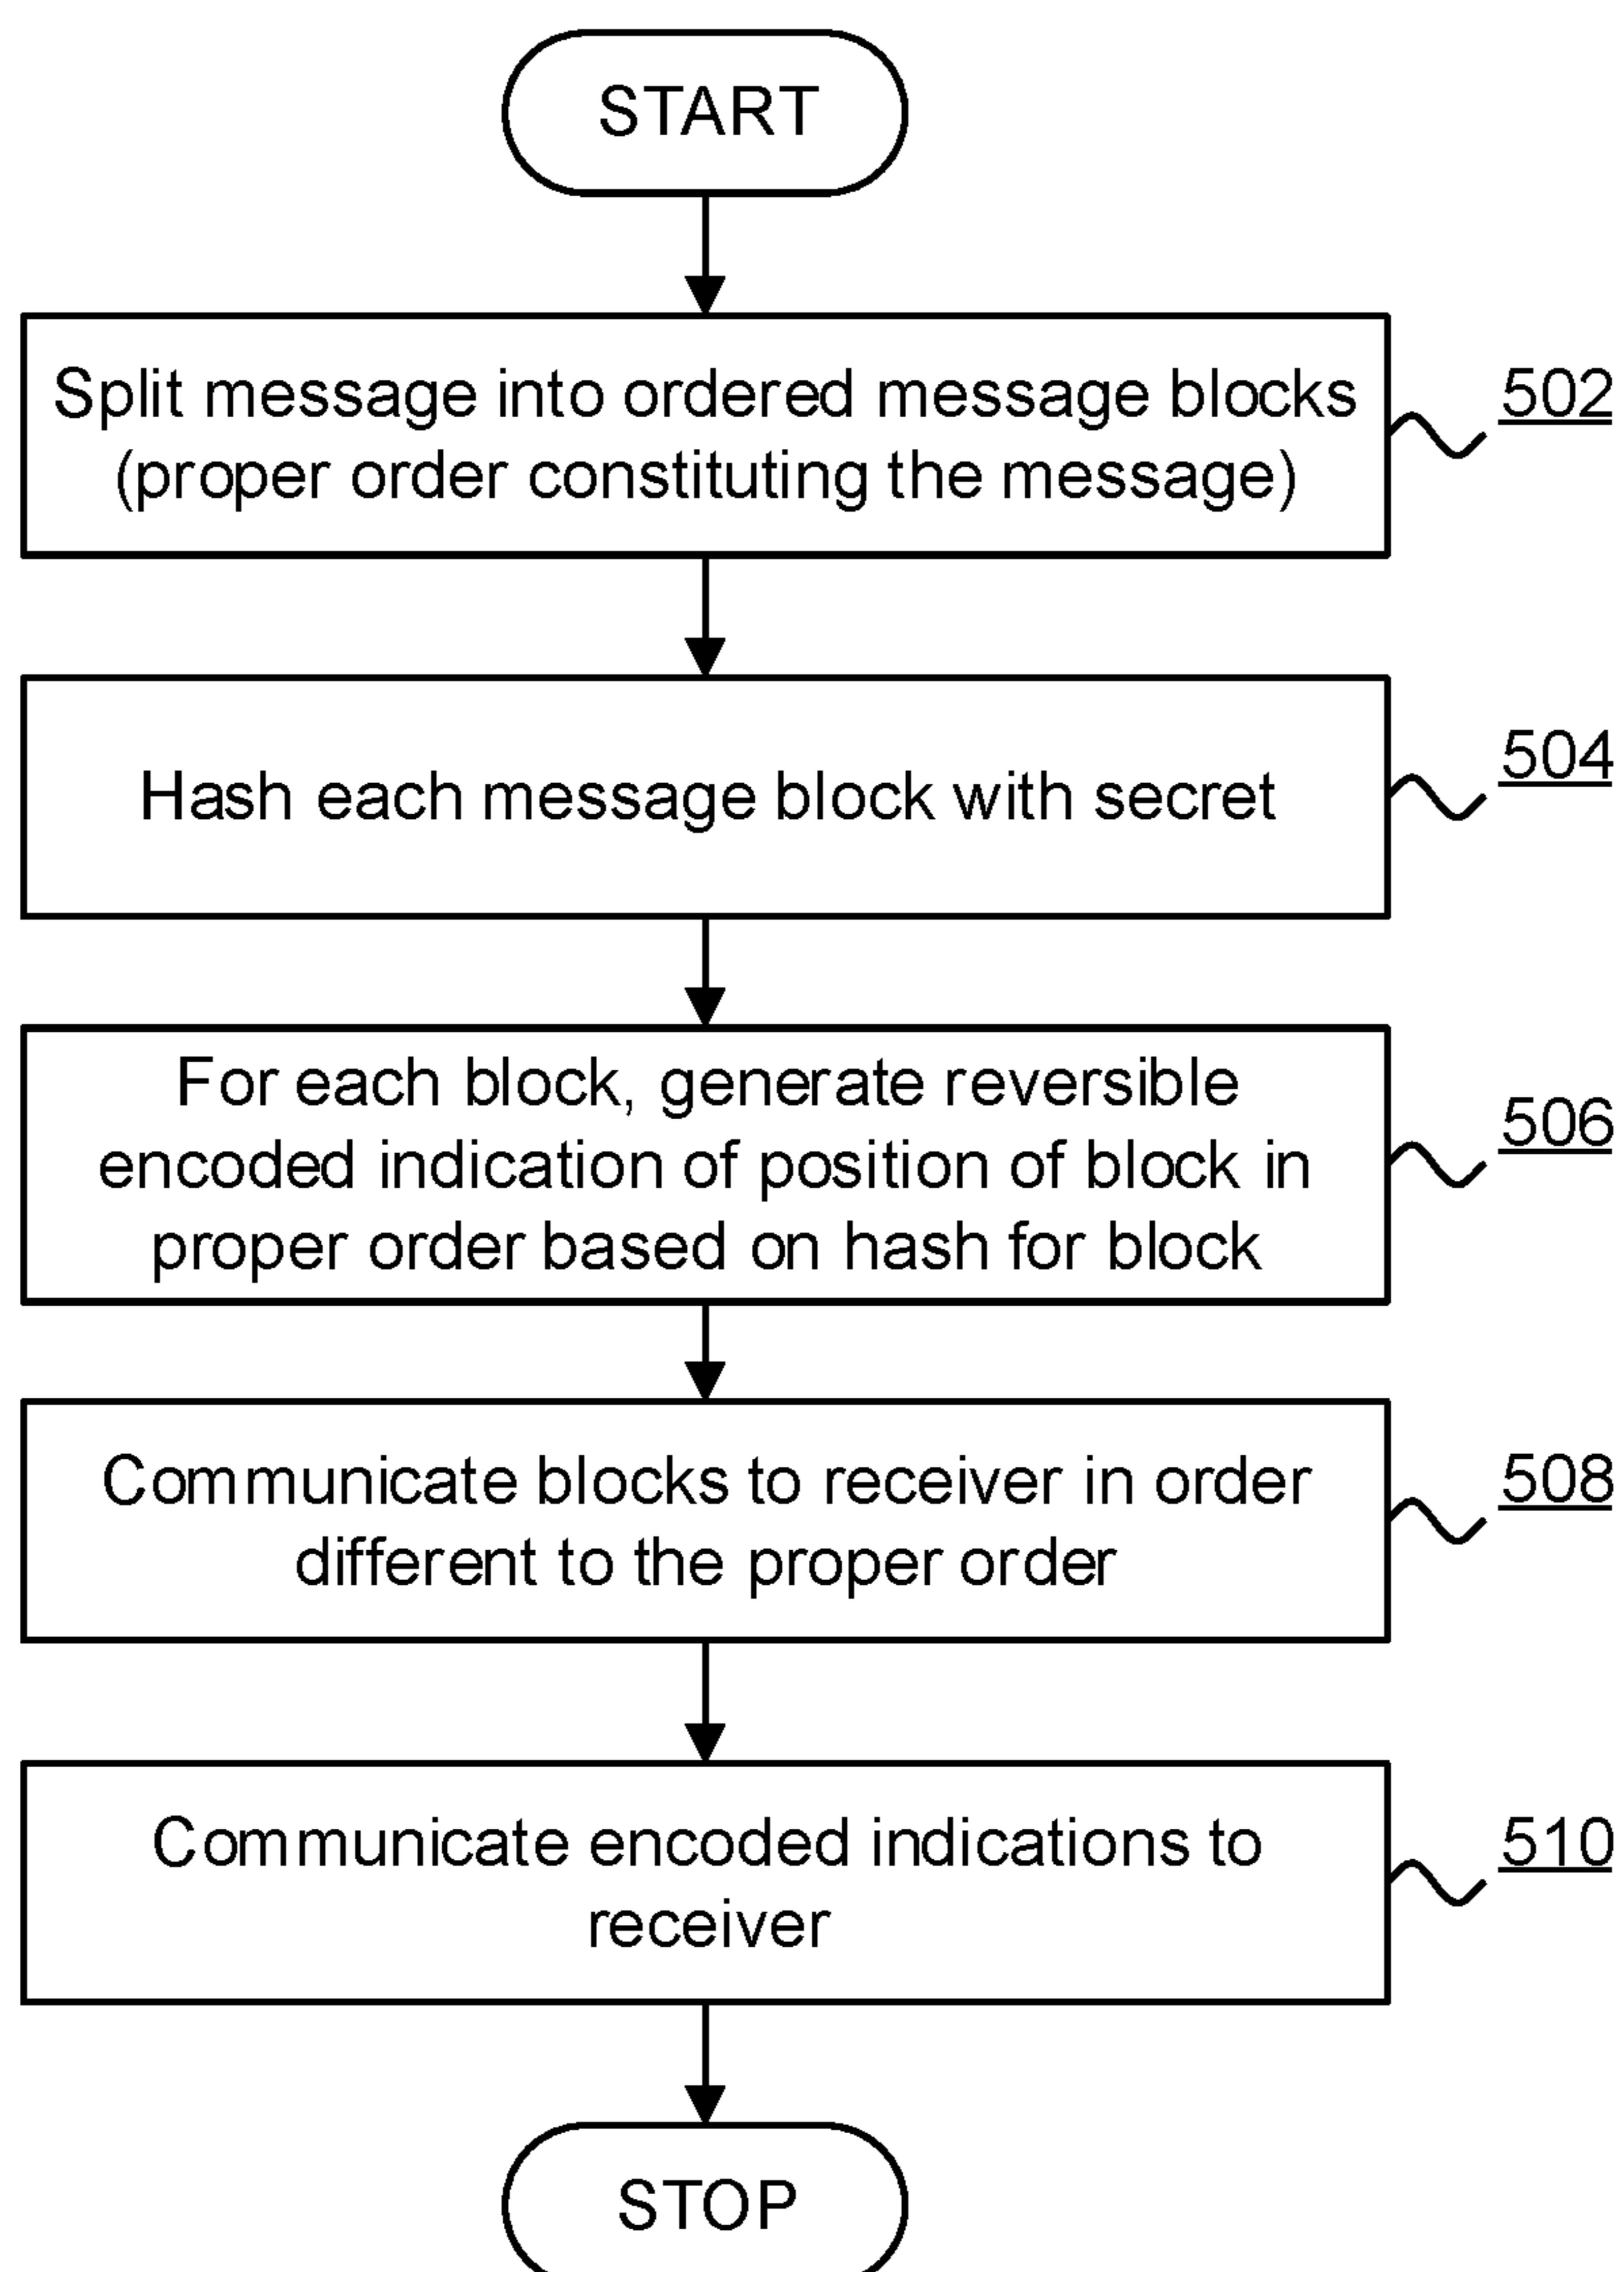 START
Split message into ordered message blocks
(proper order constituting the message)
502
Hash each message block with secret
504
For each block, generate reversible
encoded indication of position of block in
proper order based on hash for block
506
Communicate blocks to receiver in order
different to the proper order
508
Communicate encoded indications to
receiver
510
STOP